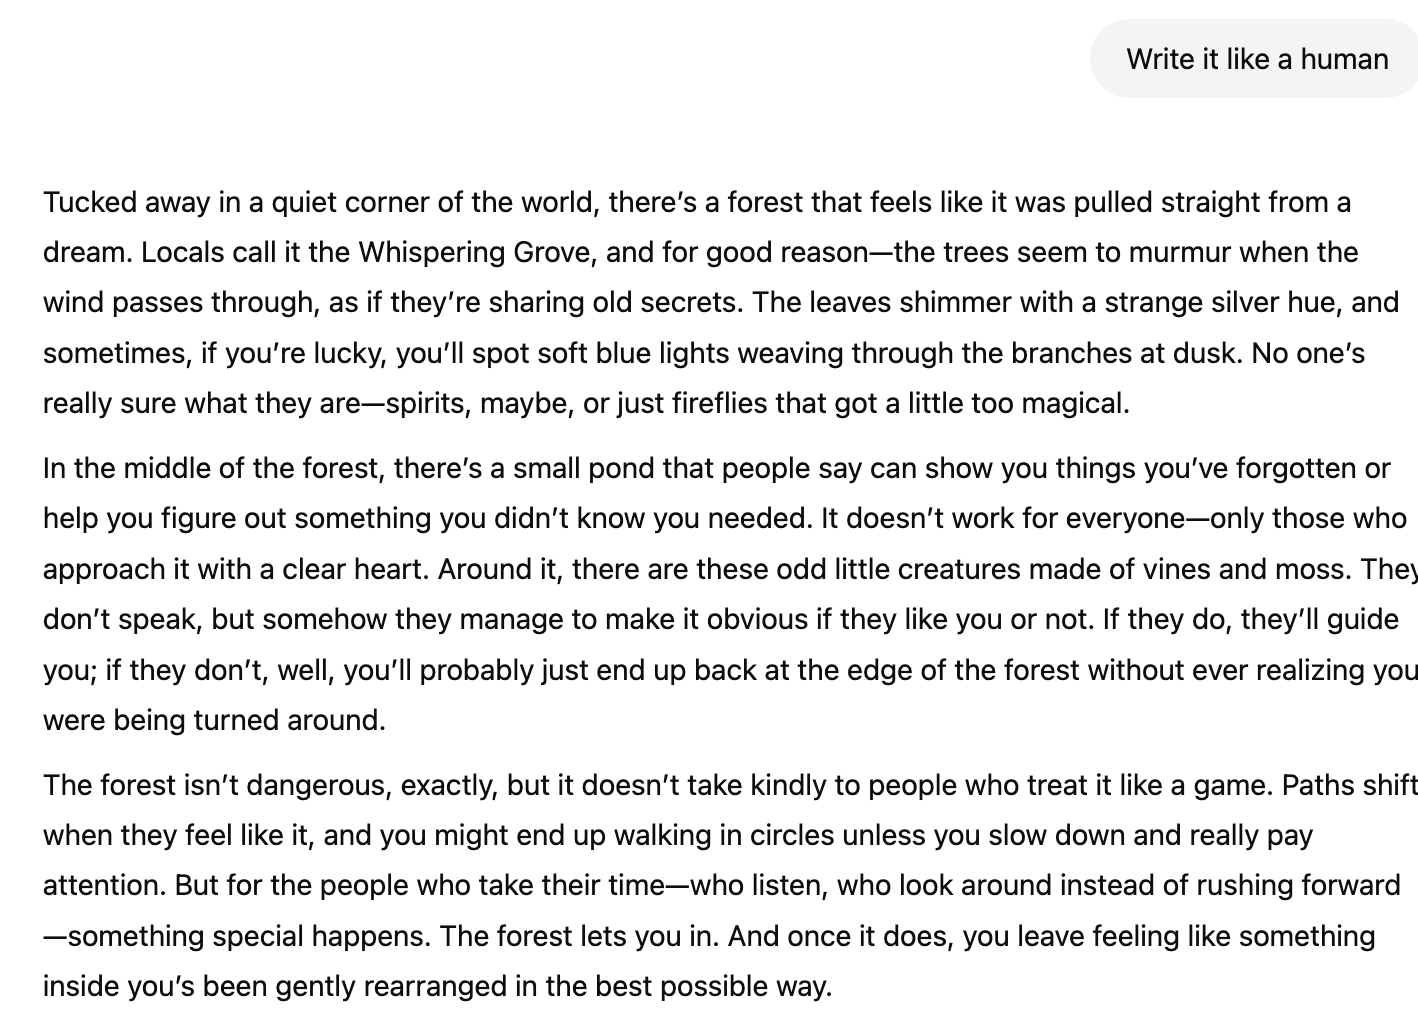 Write it like a human
Tucked away in a quiet corner of the world, there’s a forest that feels like it was pulled straight from a
dream. Locals call it the Whispering Grove, and for good reason—the trees seem to murmur when the
wind passes through, as if they’re sharing old secrets. The leaves shimmer with a strange silver hue, and
sometimes, if you’re lucky, you’ll spot soft blue lights weaving through the branches at dusk. No one’s
really sure what they are—spirits, maybe, or just fireflies that got a little too magical.
In the middle of the forest, there’s a small pond that people say can show you things you’ve forgotten or
help you figure out something you didn’t know you needed. It doesn’t work for everyone—only those who
approach it with a clear heart. Around it, there are these odd little creatures made of vines and moss. They
don’t speak, but somehow they manage to make it obvious if they like you or not. If they do, they’ll guide
you; if they don’t, well, you’ll probably just end up back at the edge of the forest without ever realizing you
were being turned around.
The forest isn’t dangerous, exactly, but it doesn’t take kindly to people who treat it like a game. Paths shift
when they feel like it, and you might end up walking in circles unless you slow down and really pay
attention. But for the people who take their time—who listen, who look around instead of rushing forward
—something special happens. The forest lets you in. And once it does, you leave feeling like something
inside you’s been gently rearranged in the best possible way.